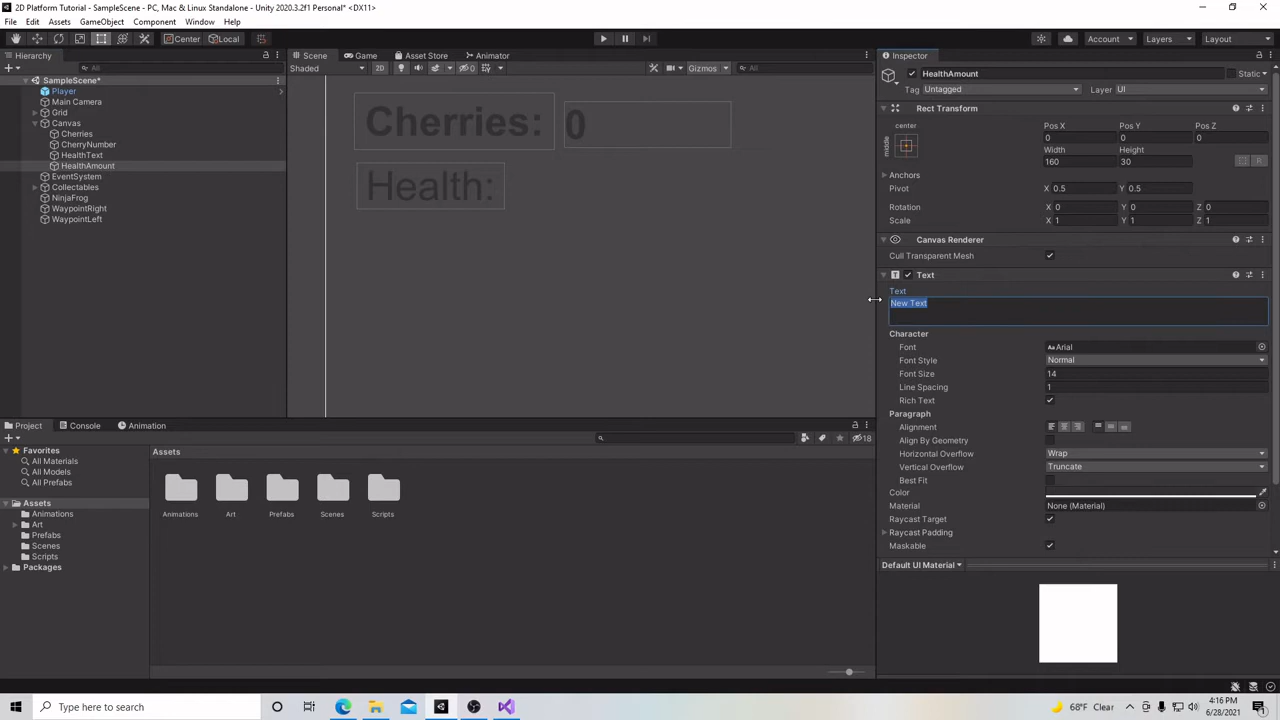 2D Platform Tutorial - SampleScene - PC, Mac & Linux Standalone - Unity 2020.3.2f1 Personal* <DX11>
File Edit Assets GameObject Component Window Help
Center Local Account Layers Layout
Hierarchy Scene Game Asset Store Animator Inspector
All Shaded 2D 0 Gizmos All
HealthAmount Static
Tag Untagged Layer UI
SampleScene*
Player
Main Camera
Grid
Canvas
Cherries
CherryNumber
HealthText
HealthAmount
EventSystem
Collectables
NinjaFrog
WaypointRight
WaypointLeft
Cherries: 0
Health:
Rect Transform
center Pos X Pos Y Pos Z
middle 0 0 0
Width Height
160 30 R
Anchors
Pivot X 0.5 Y 0.5
Rotation X 0 Y 0 Z 0
Scale X 1 Y 1 Z 1
Canvas Renderer
Cull Transparent Mesh
Text
Text
New Text
Character
Font Arial
Font Style Normal
Font Size 14
Line Spacing 1
Rich Text
Paragraph
Alignment
Align By Geometry
Horizontal Overflow Wrap
Vertical Overflow Truncate
Best Fit
Color
Material None (Material)
Raycast Target
Raycast Padding
Maskable
Default UI Material
Project Console Animation
18
Favorites
All Materials
All Models
All Prefabs
Assets
Animations
Art
Prefabs
Scenes
Scripts
Packages
Assets
Animations Art Prefabs Scenes Scripts
Type here to search
68°F Clear
4:16 PM
6/28/2021